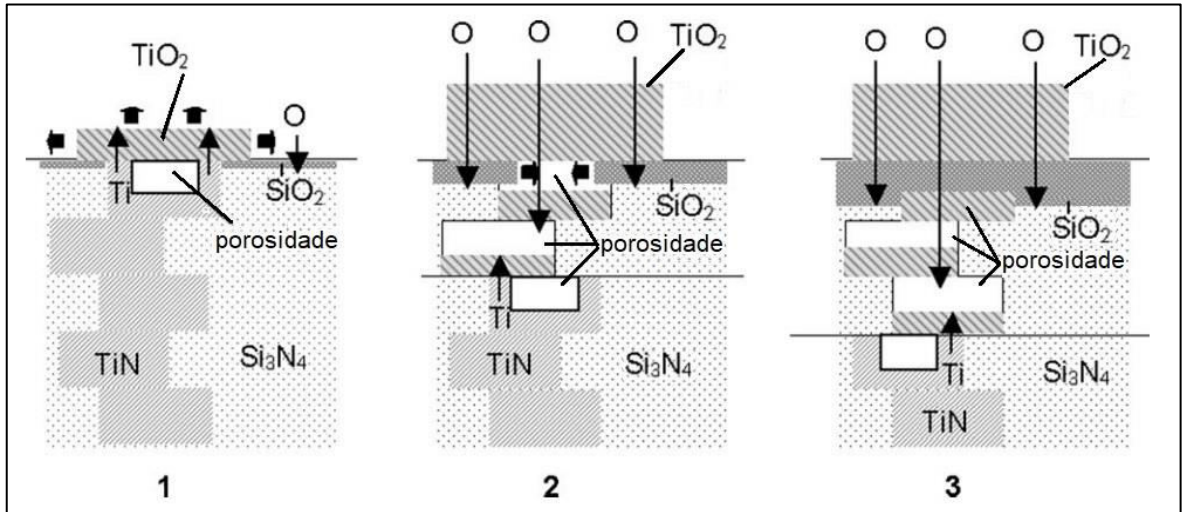 TiO₂
O
Ti
SiO₂
porosidade
TiN
Si₃N₄
1
O O O
TiO₂
SiO₂
porosidade
Ti
TiN
Si₃N₄
2
O O O
TiO₂
SiO₂
porosidade
Ti
Si₃N₄
TiN
3